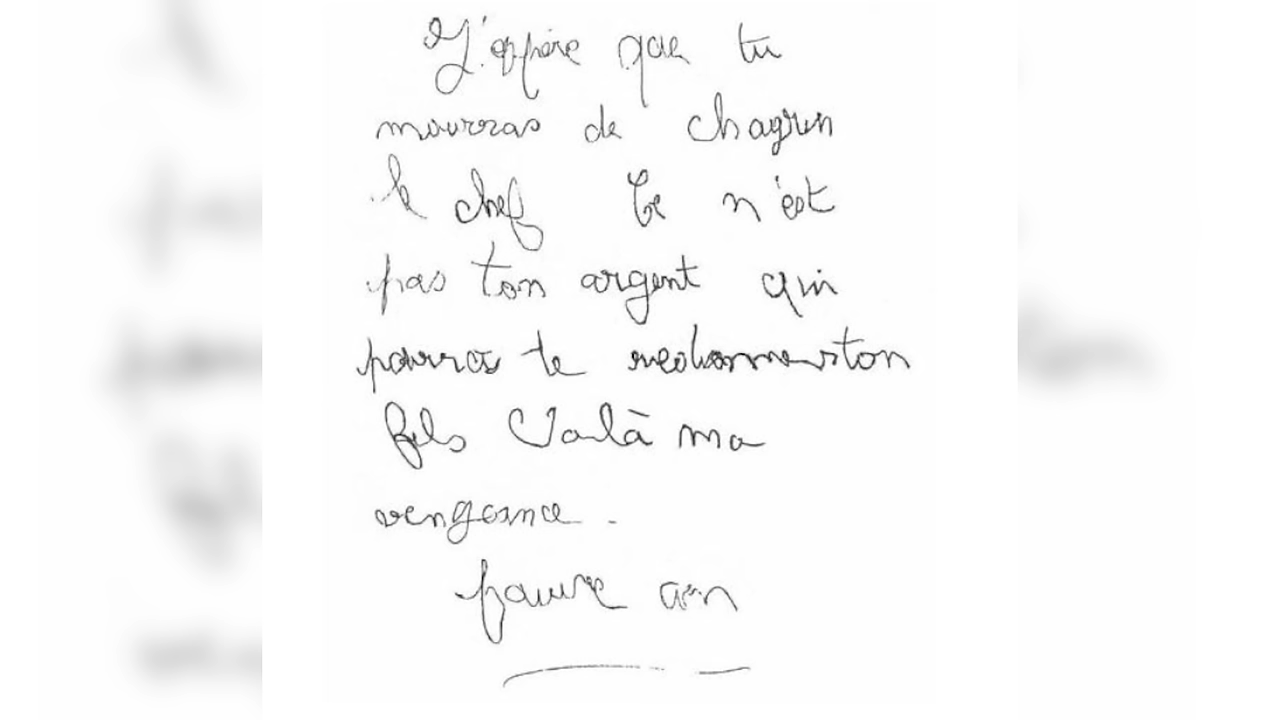 J'espère que tu
mourras de chagrin
le chef Ce n'est
pas ton argent qui
pourra te redonner ton
fils Voilà ma
vengeance.
pauvre con